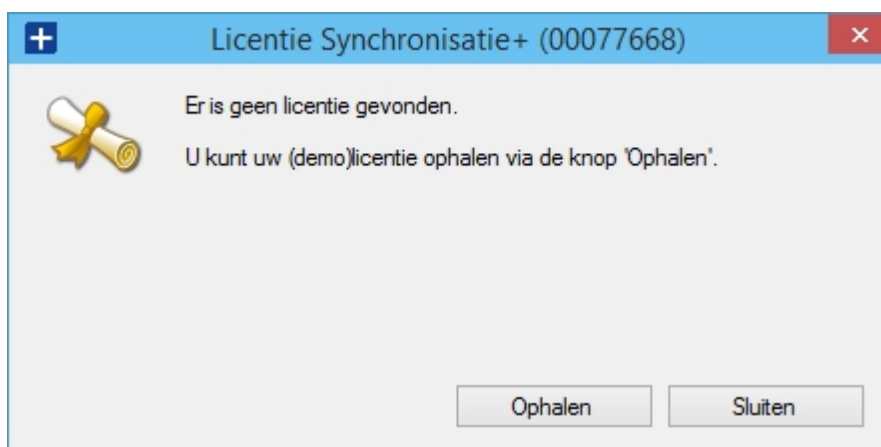 Licentie Synchronisatie+ (00077668)
Er is geen licentie gevonden.
U kunt uw (demo)licentie ophalen via de knop 'Ophalen'.
Ophalen
Sluiten